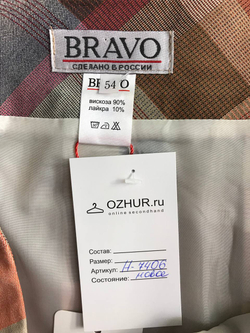 BRAVO
СДЕЛАНО В РОССИИ
54
вискоза 90%
лайкра 10%
OZHUR.ru
online secondhand
Состав:
Размер:
Артикул: Н-7406
Состояние: новое